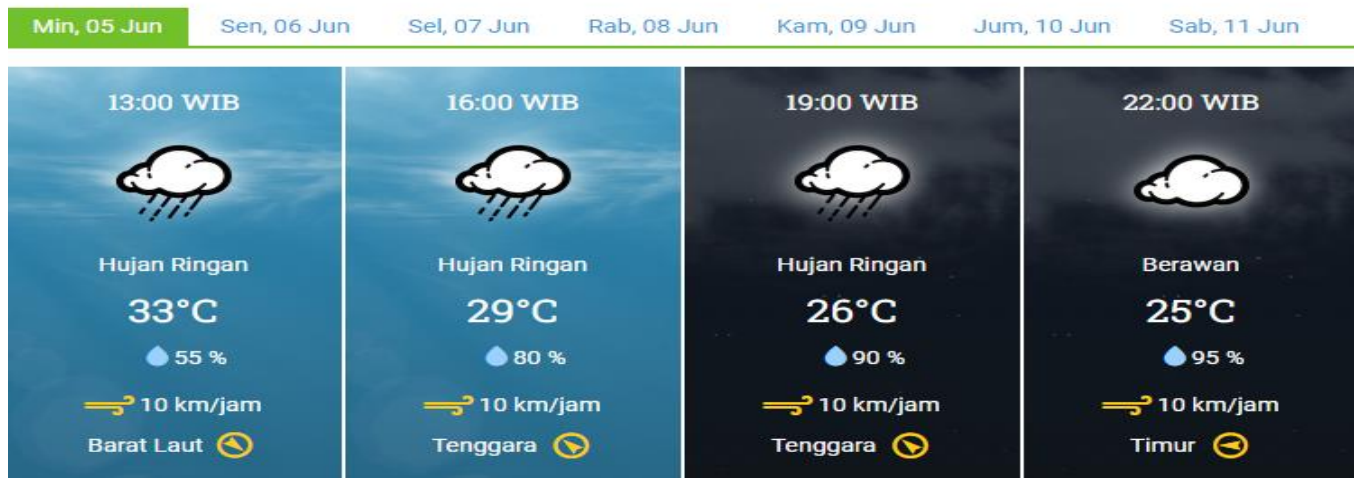 Min, 05 Jun Sen, 06 Jun Sel, 07 Jun Rab, 08 Jun Kam, 09 Jun Jum, 10 Jun Sab, 11 Jun
13:00 WIB
Hujan Ringan
33°C
55 %
10 km/jam
Barat Laut
16:00 WIB
Hujan Ringan
29°C
80 %
10 km/jam
Tenggara
19:00 WIB
Hujan Ringan
26°C
90 %
10 km/jam
Tenggara
22:00 WIB
Berawan
25°C
95 %
10 km/jam
Timur